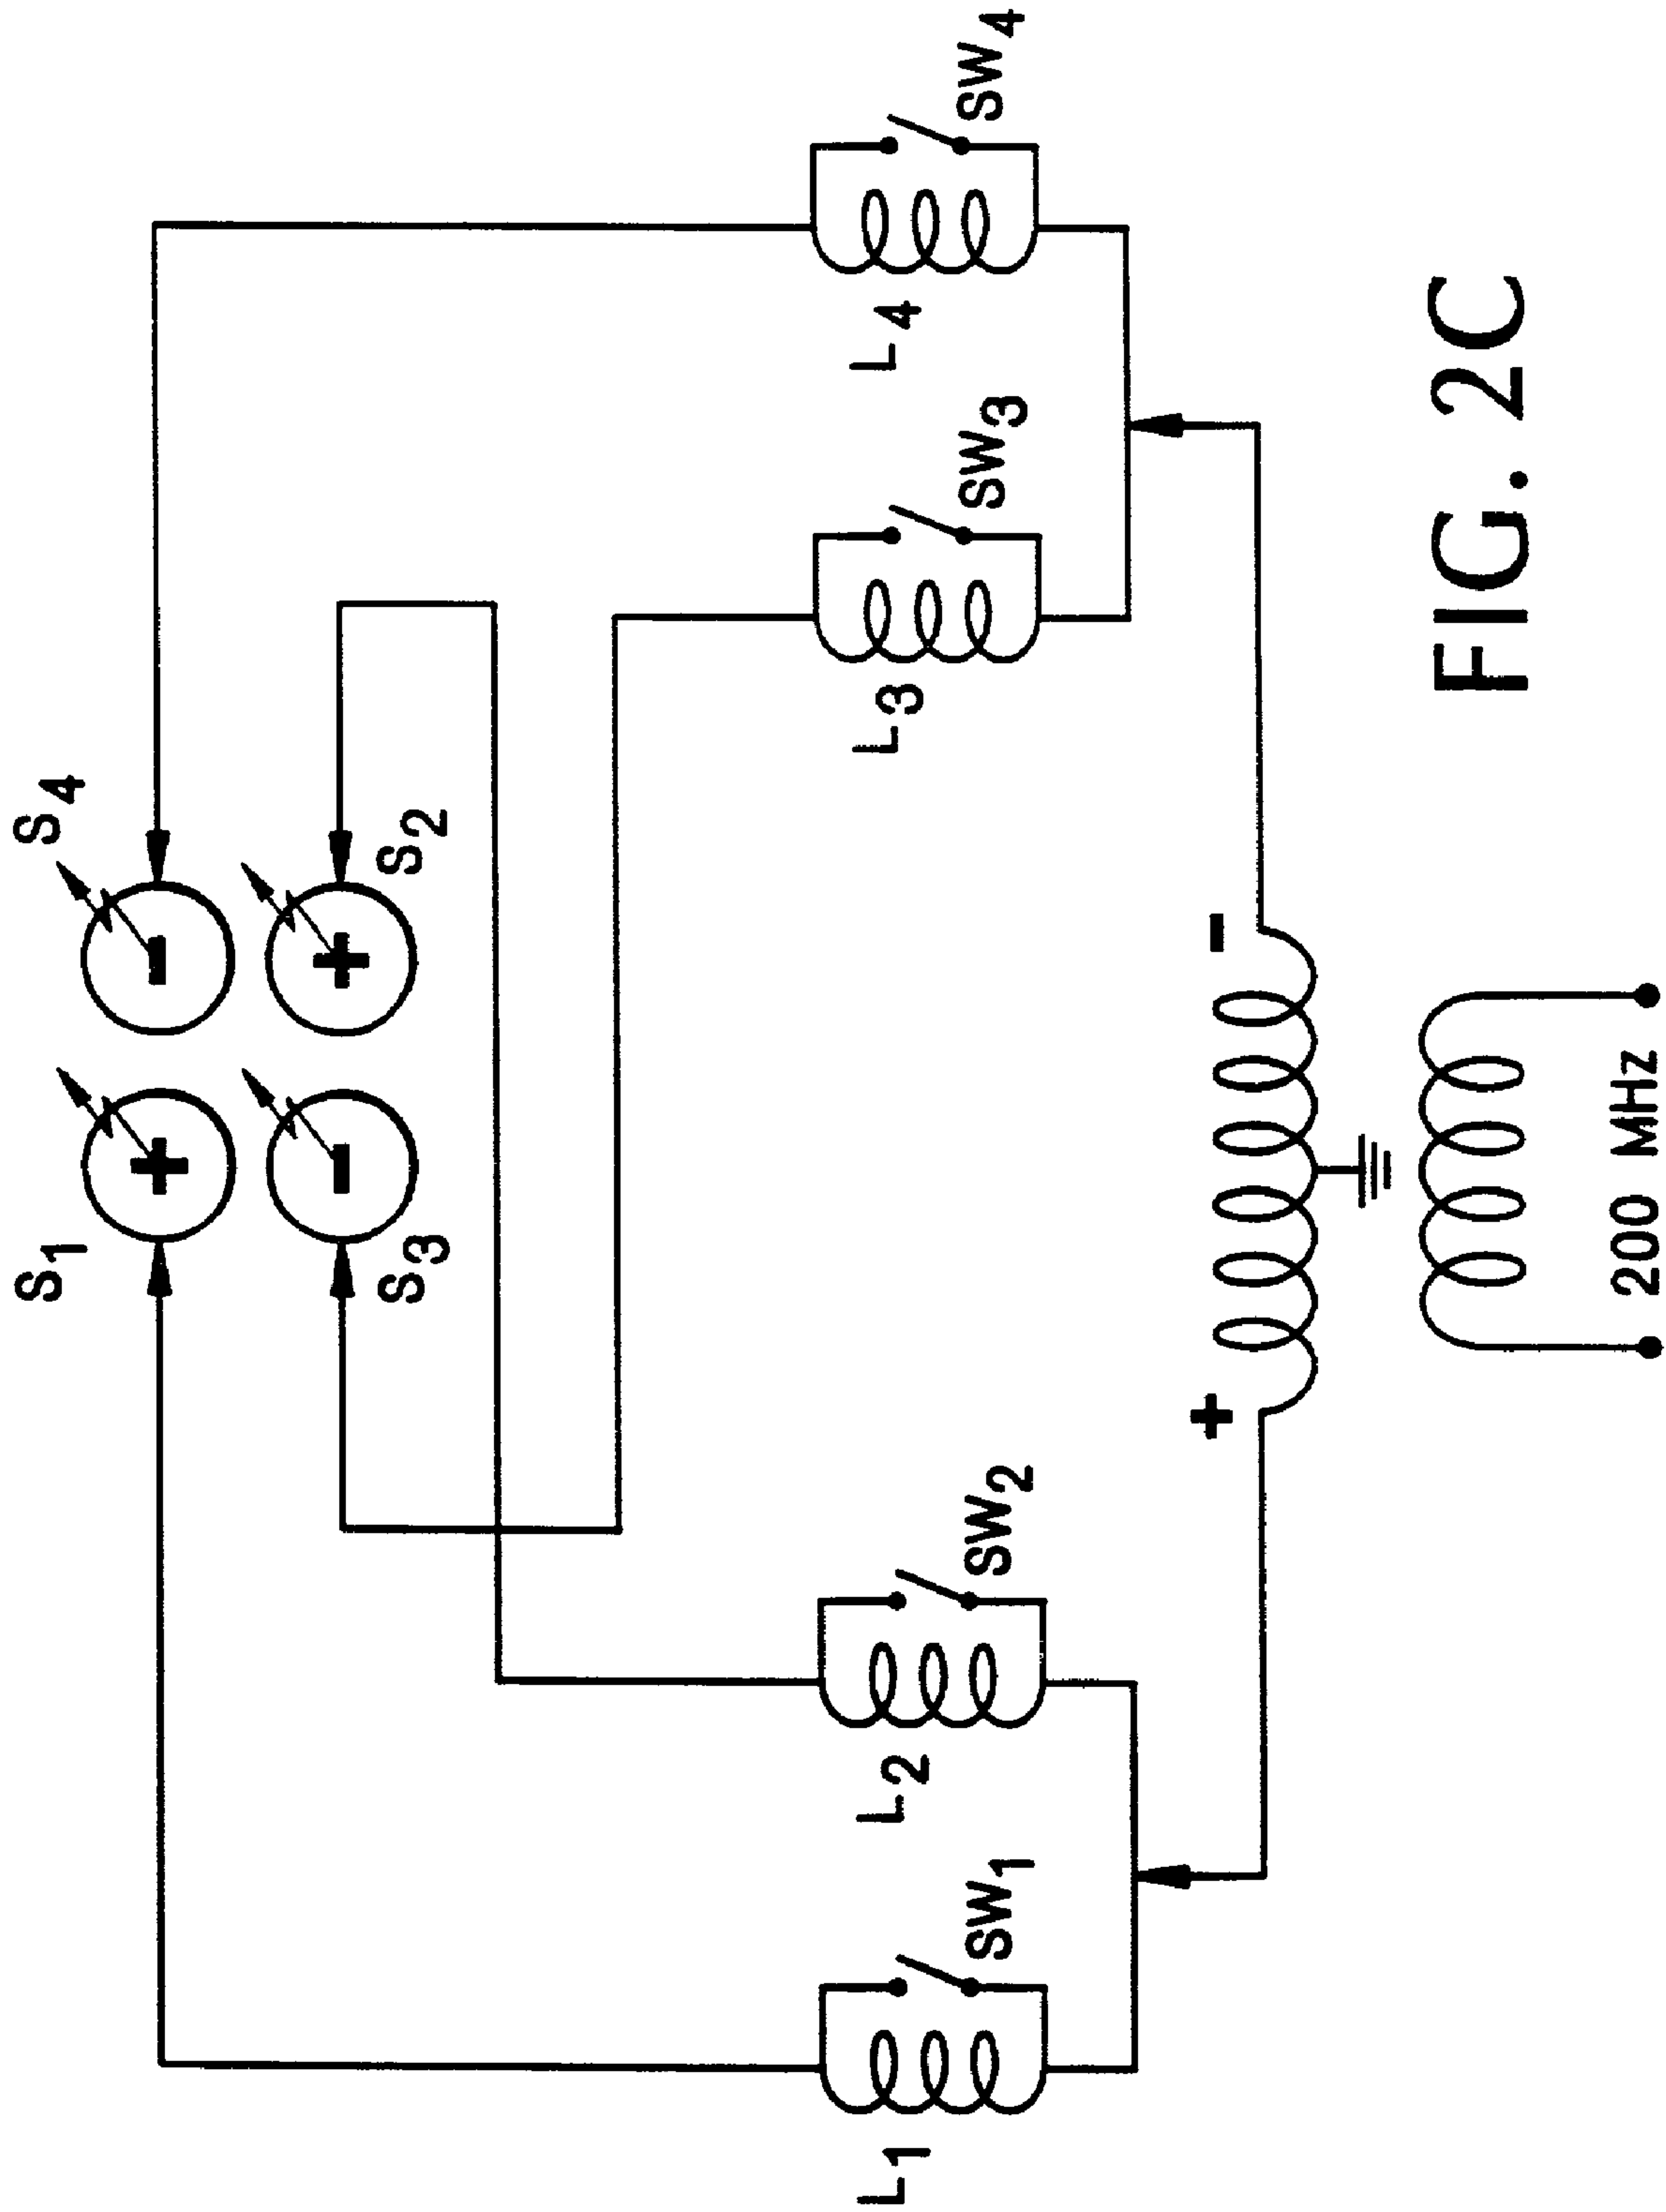 S1
S4
S3
S2
+
-
-
+
L1
SW1
L2
SW2
L3
SW3
L4
SW4
+
-
200 MHz
FIG. 2C